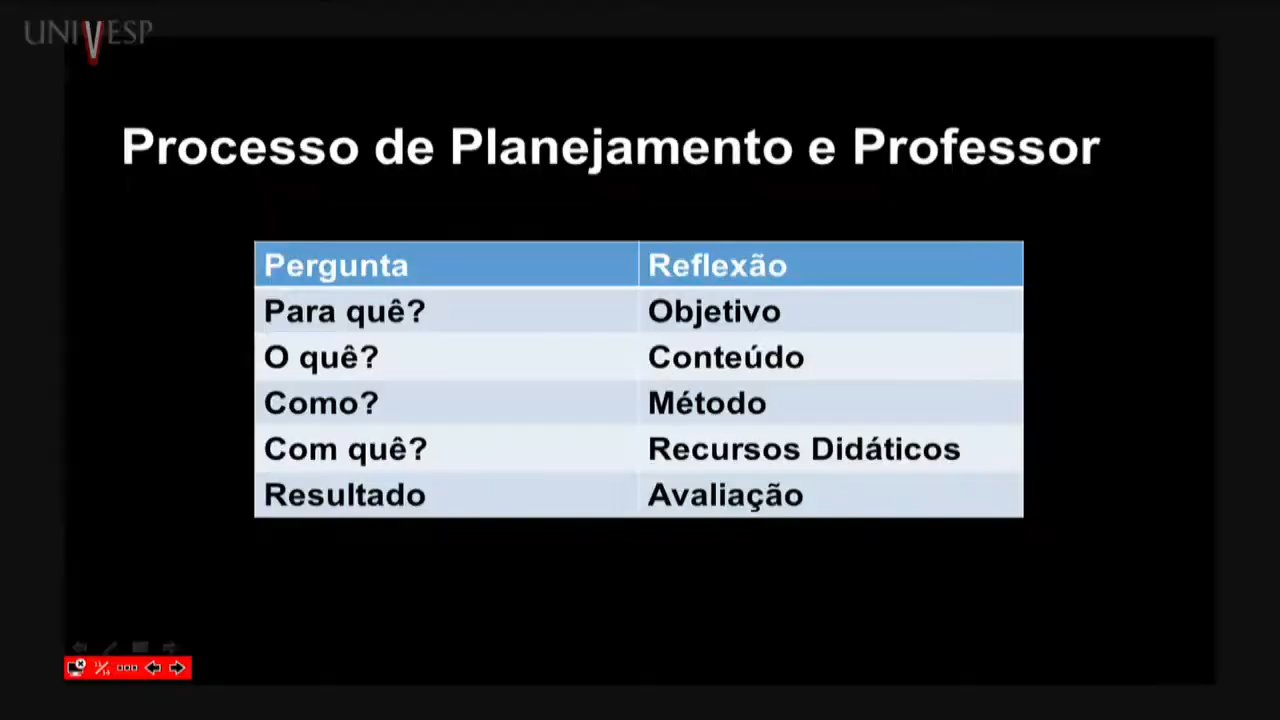 UNIVESP
Processo de Planejamento e Professor
Pergunta Reflexão
Para quê? Objetivo
O quê? Conteúdo
Como? Método
Com quê? Recursos Didáticos
Resultado Avaliação